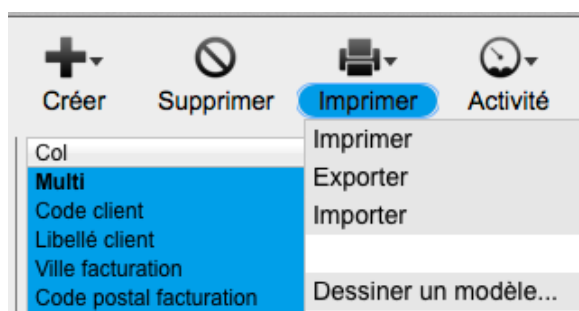 Créer Supprimer Imprimer Activité
Col
Multi
Code client
Libellé client
Ville facturation
Code postal facturation
Imprimer
Exporter
Importer
Dessiner un modèle...